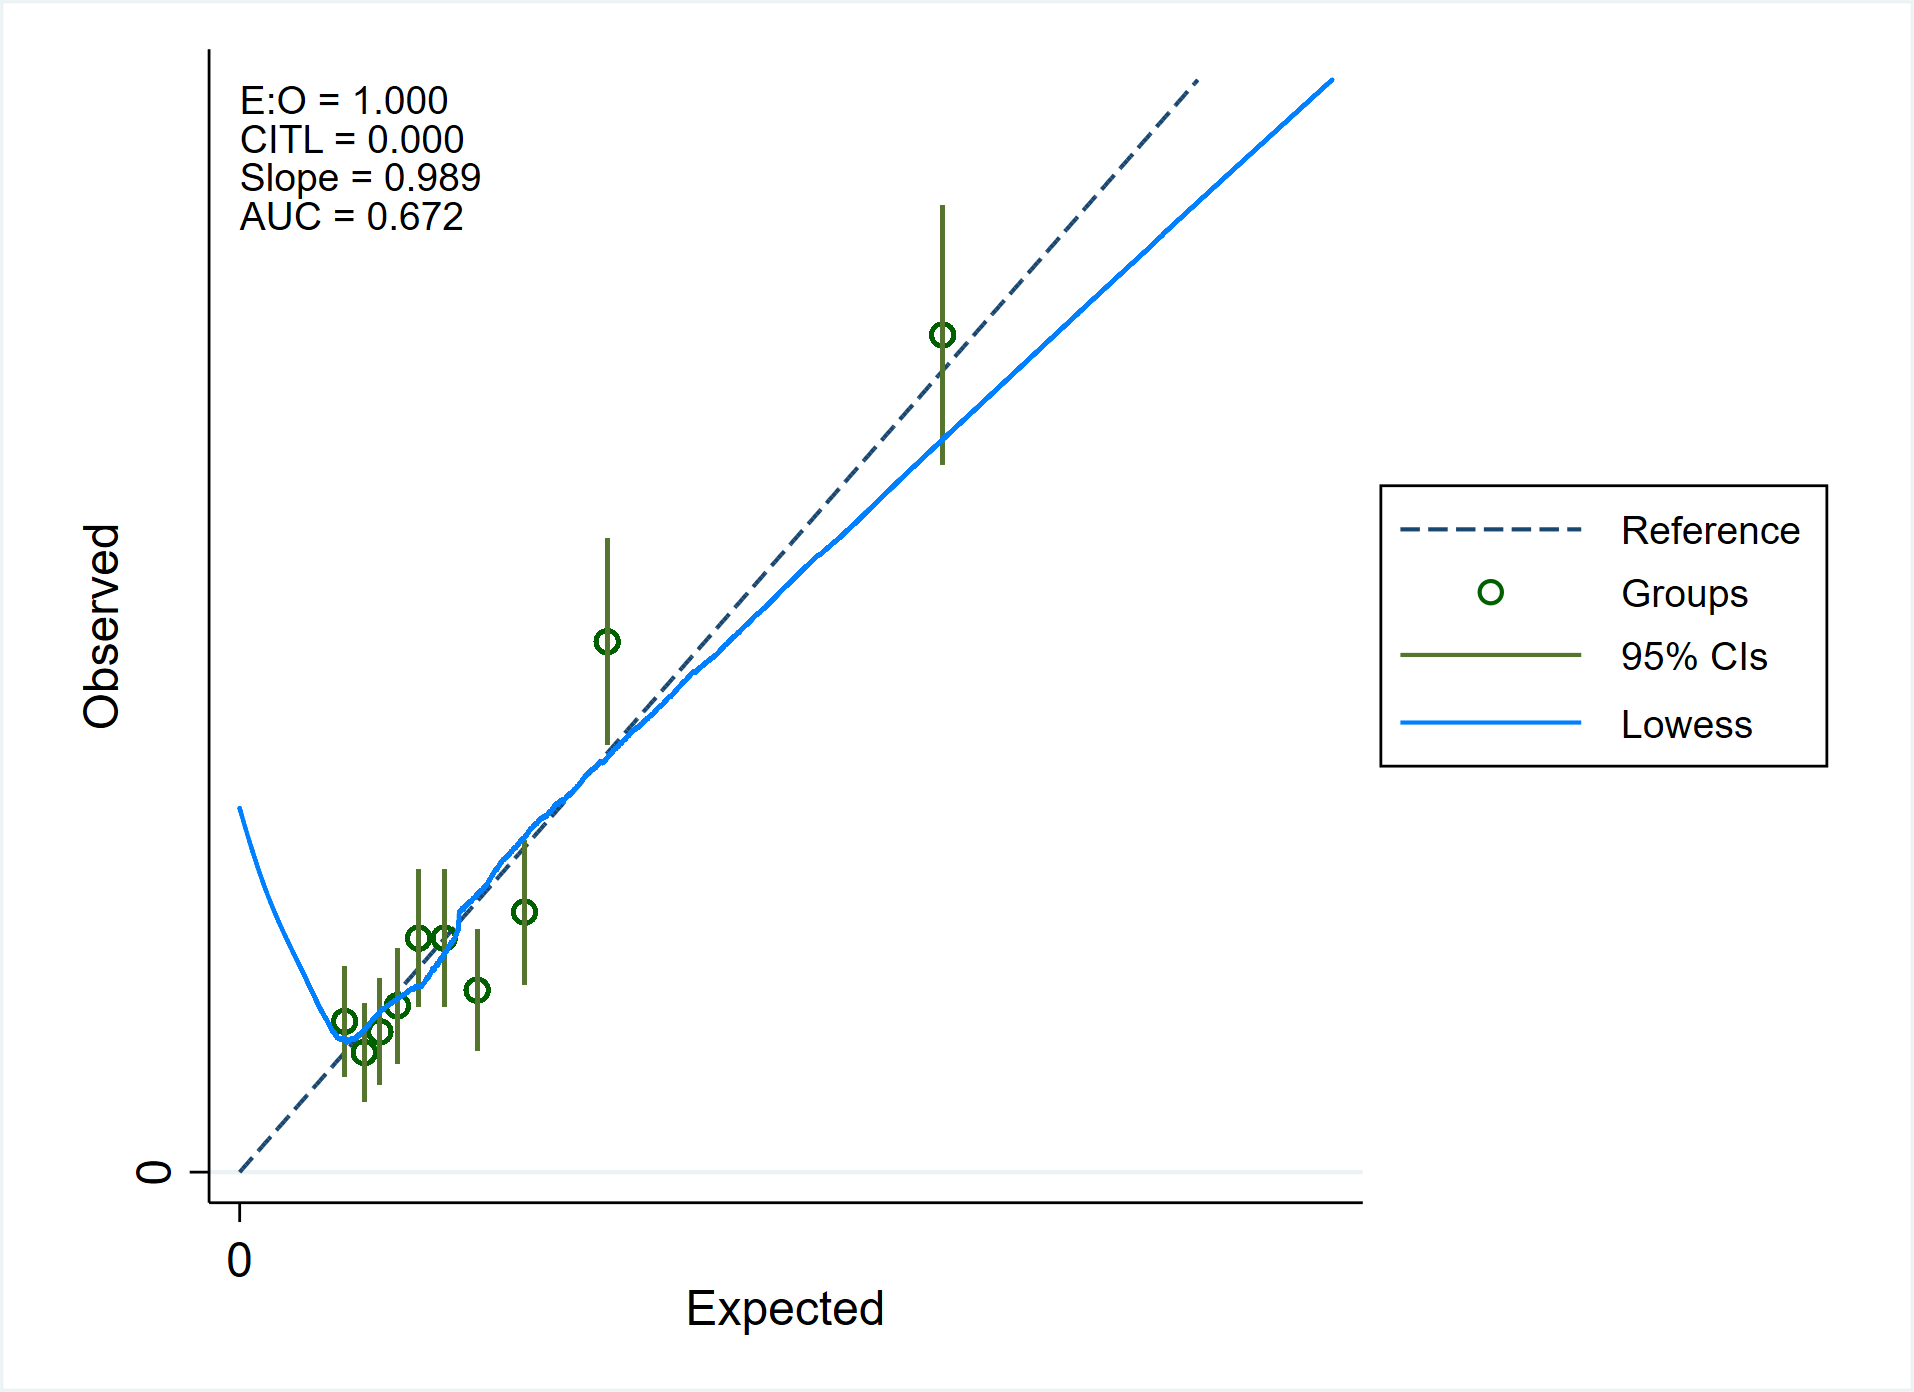 E:O = 1.000
CITL = 0.000
Slope = 0.989
AUC = 0.672
Observed
0
0
Expected
Reference
Groups
95% CIs
Lowess